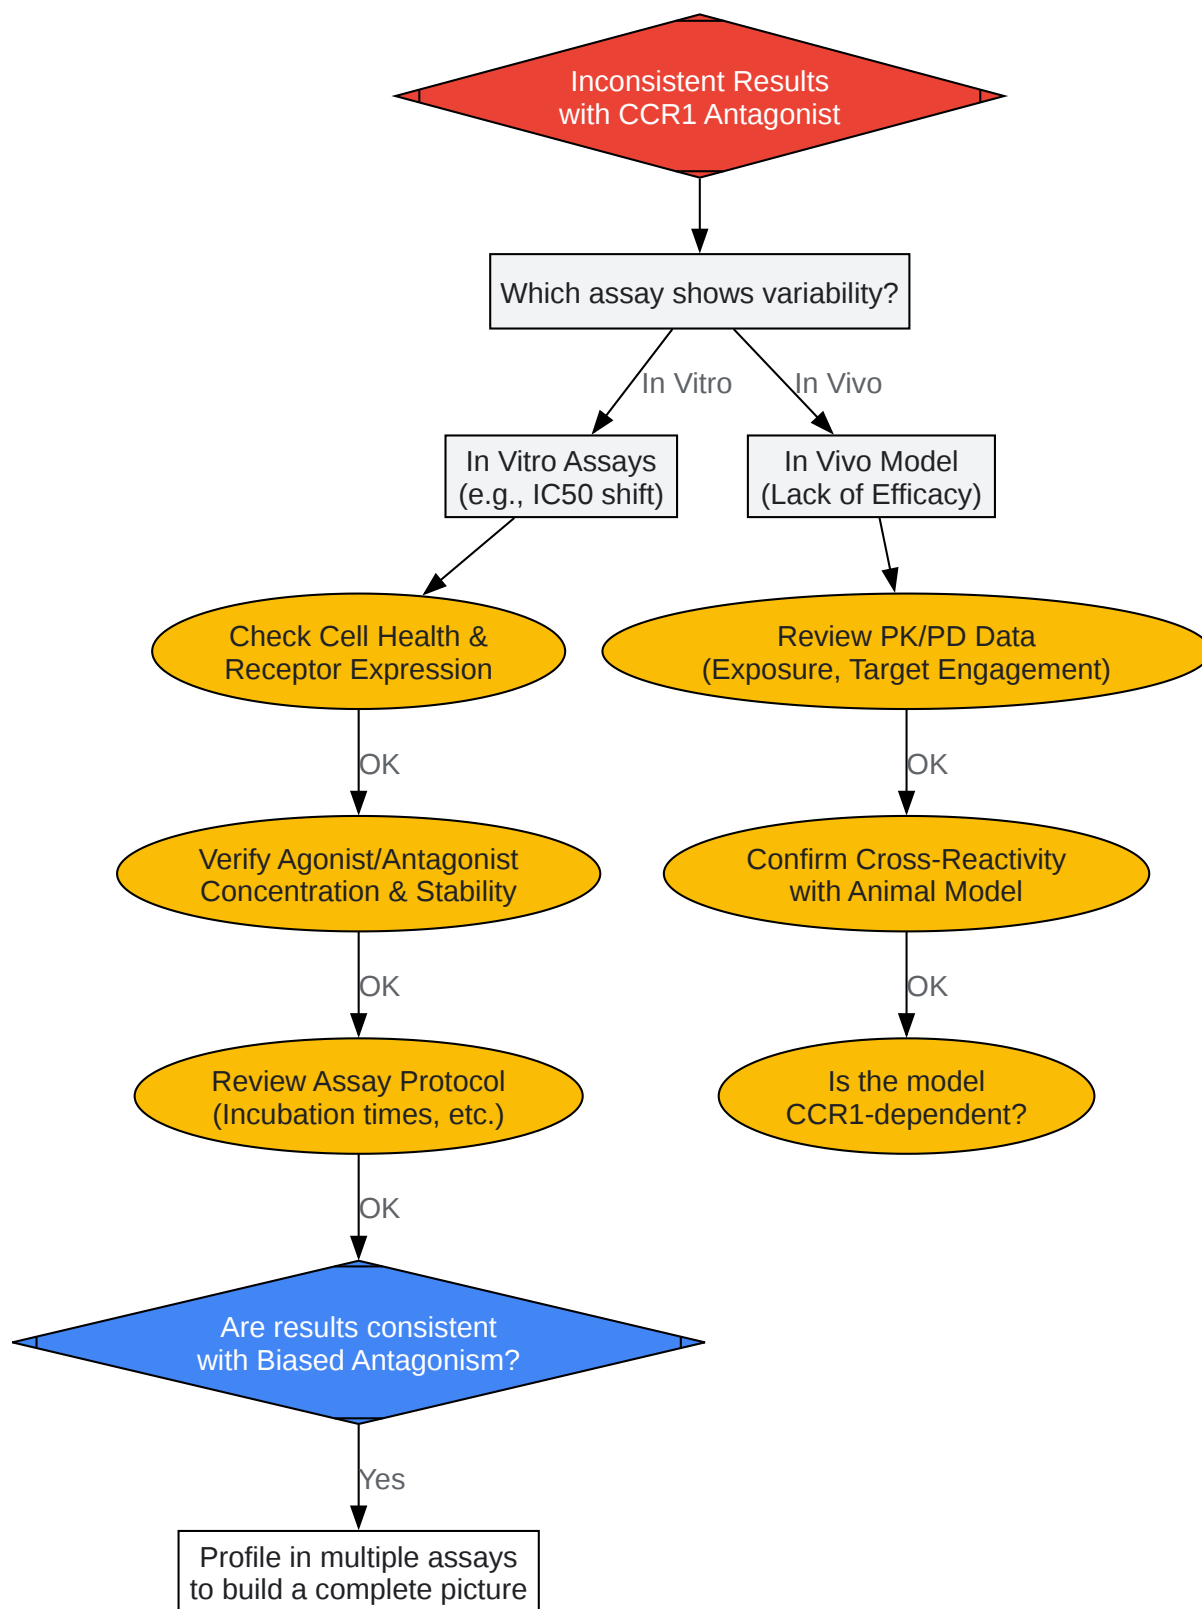 Inconsistent Results
with CCR1 Antagonist
Which assay shows variability?
In Vitro
In Vivo
In Vitro Assays
(e.g., IC50 shift)
In Vivo Model
(Lack of Efficacy)
Check Cell Health &
Receptor Expression
Review PK/PD Data
(Exposure, Target Engagement)
OK
OK
Verify Agonist/Antagonist
Concentration & Stability
Confirm Cross-Reactivity
with Animal Model
OK
OK
Review Assay Protocol
(Incubation times, etc.)
Is the model
CCR1-dependent?
OK
Are results consistent
with Biased Antagonism?
Yes
Profile in multiple assays
to build a complete picture